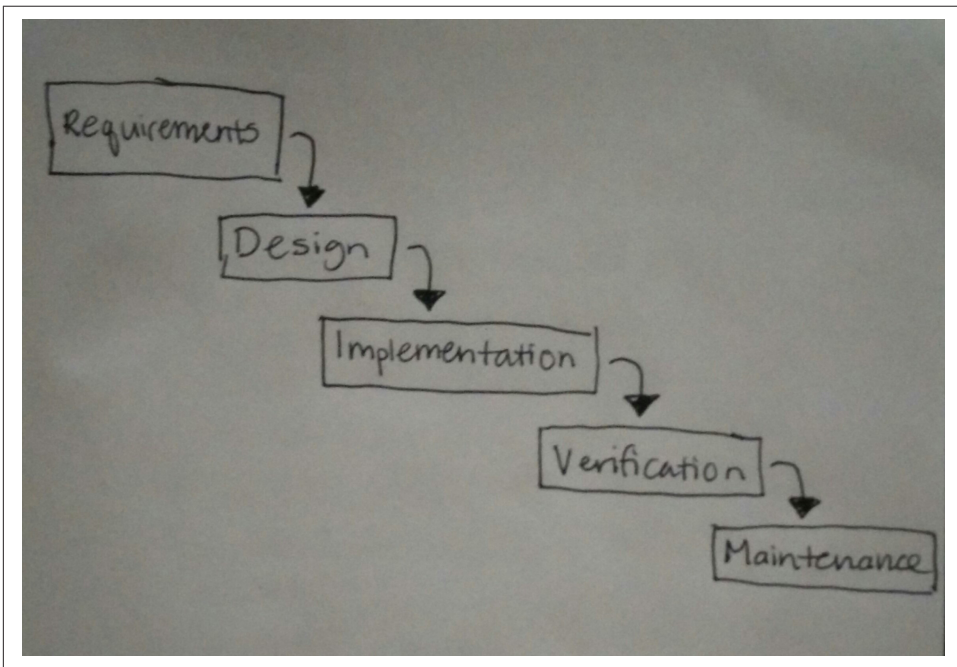 Requirements
Design
Implementation
Verification
Maintenance